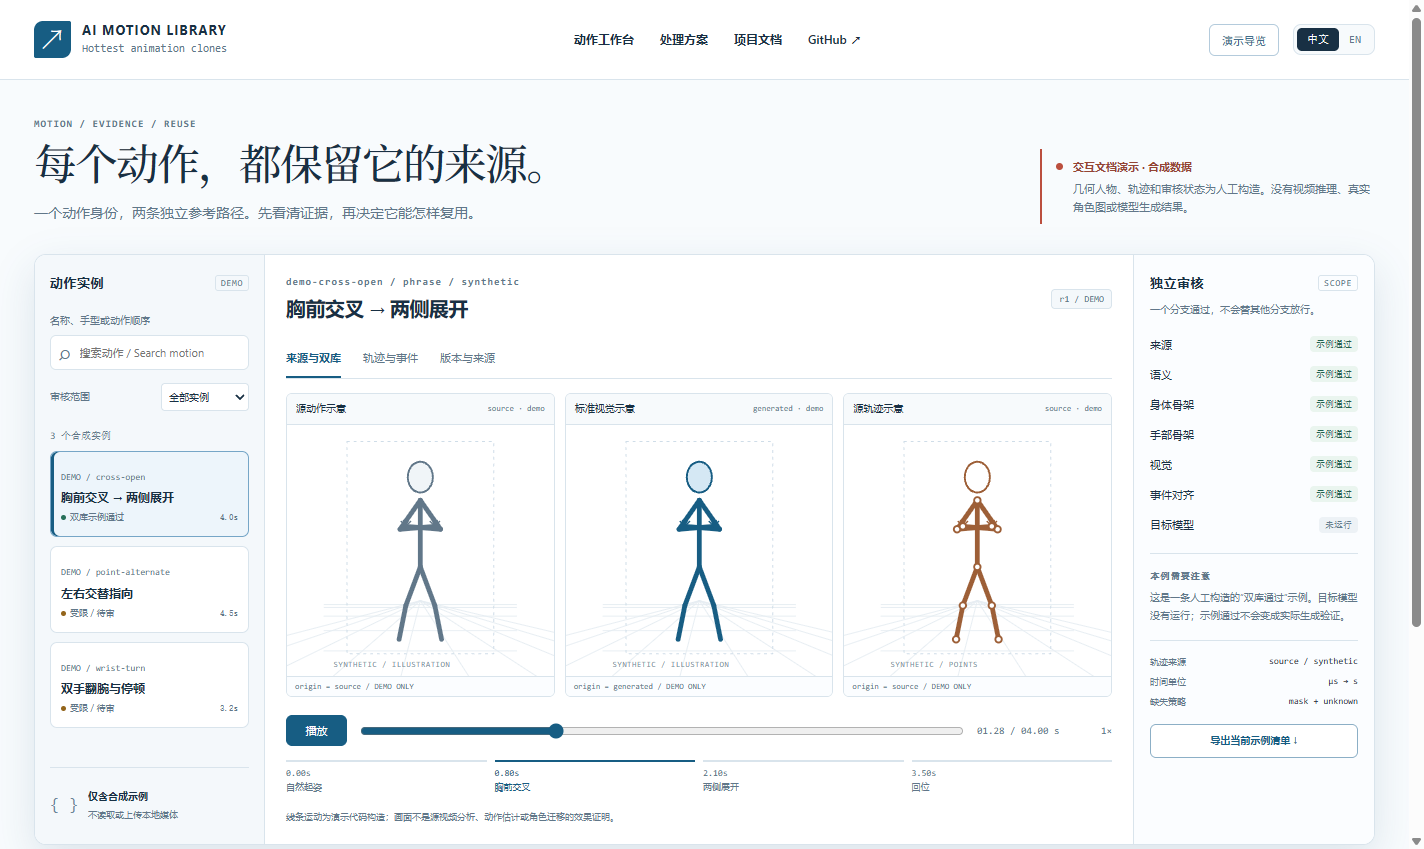 AI MOTION LIBRARY
Hottest animation clones
动作工作台
处理方案
项目文档
GitHub ↗
演示导览
中文
EN
MOTION / EVIDENCE / REUSE
每个动作，都保留它的来源。
一个动作身份，两条独立参考路径。先看清证据，再决定它能怎样复用。
交互文档演示 · 合成数据
几何人物、轨迹和审核状态为人工构造。没有视频推理、真实
角色图或模型生成结果。
动作实例
DEMO
名称、手型或动作顺序
搜索动作 / Search motion
审核范围
全部实例
3 个合成实例
DEMO / cross-open
胸前交叉 → 两侧展开
双库示例通过
4.0s
DEMO / point-alternate
左右交替指向
受限 / 待审
4.5s
DEMO / wrist-turn
双手翻腕与停顿
受限 / 待审
3.2s
{ }
仅含合成示例
不读取或上传本地媒体
demo-cross-open / phrase / synthetic
胸前交叉 → 两侧展开
r1 / DEMO
来源与双库
轨迹与事件
版本与来源
源动作示意
source · demo
SYNTHETIC / ILLUSTRATION
origin = source / DEMO ONLY
标准视觉示意
generated · demo
SYNTHETIC / ILLUSTRATION
origin = generated / DEMO ONLY
源轨迹示意
source · demo
SYNTHETIC / POINTS
origin = source / DEMO ONLY
播放
01.28 / 04.00 s
1×
0.00s
自然起姿
0.80s
胸前交叉
2.10s
两侧展开
3.50s
回位
线条运动为演示代码构造；画面不是源视频分析、动作估计或角色迁移的效果证明。
独立审核
SCOPE
一个分支通过，不会替其他分支放行。
来源
示例通过
语义
示例通过
身体骨架
示例通过
手部骨架
示例通过
视觉
示例通过
事件对齐
示例通过
目标模型
未运行
本例需要注意
这是一条人工构造的“双库通过”示例。目标模型
没有运行；示例通过不会变成实际生成验证。
轨迹来源
source / synthetic
时间单位
μs → s
缺失策略
mask + unknown
导出当前示例清单 ↓